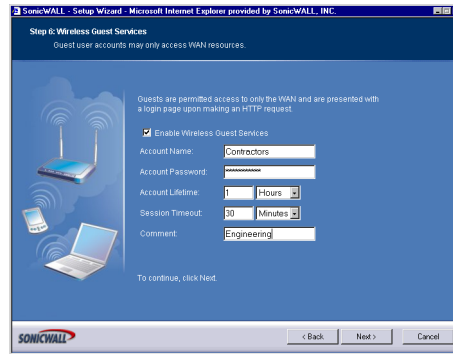 SonicWALL - Setup Wizard - Microsoft Internet Explorer provided by SonicWALL, INC.
Step 6: Wireless Guest Services
Guest user accounts may only access WAN resources.
Guests are permitted access to only the WAN and are presented with
a login page upon making an HTTP request.
Enable Wireless Guest Services
Account Name: Contractors
Account Password: ************
Account Lifetime: 1 Hours
Session Timeout: 30 Minutes
Comment: Engineering
To continue, click Next.
SONICWALL
< Back Next > Cancel